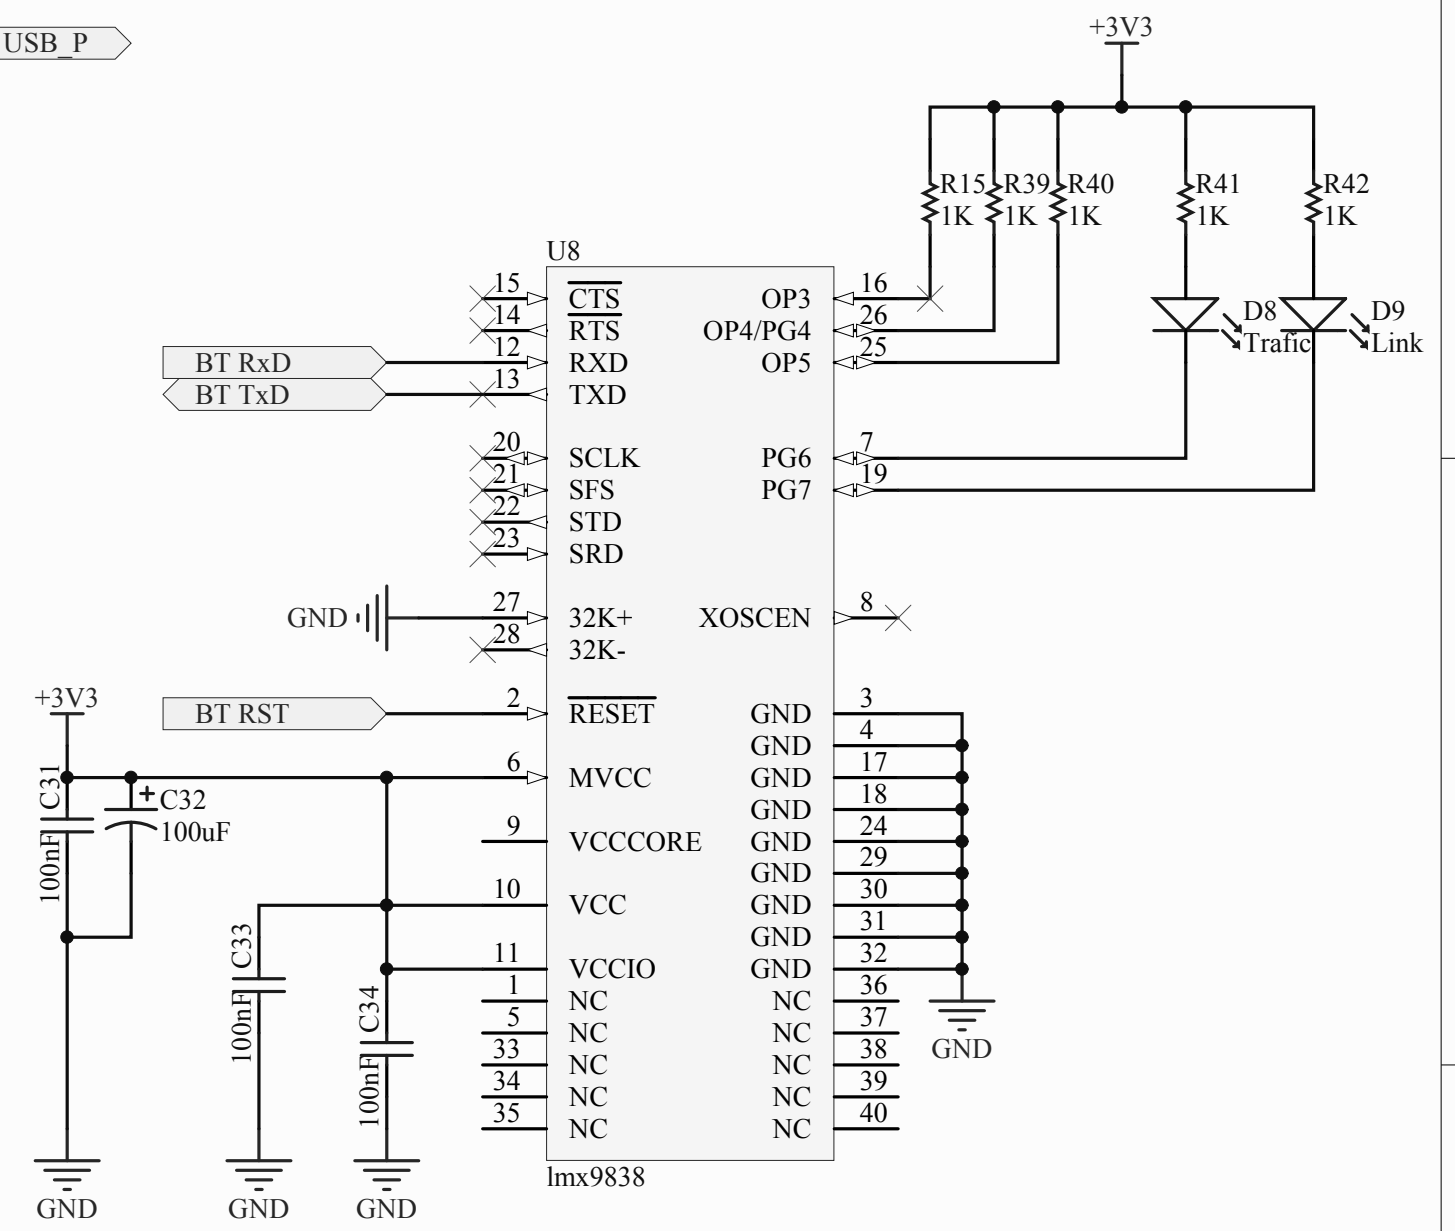 USB_P
+3V3
R15 R39 R40 R41 R42
1K 1K 1K 1K 1K
U8
15 CTS OP3 16
14 RTS OP4/PG4 26
BT RxD 12 RXD OP5 25
BT TxD 13 TXD
D8 D9
Trafic Link
20 SCLK PG6 7
21 SFS PG7 19
22 STD
23 SRD
GND 27 32K+ XOSCEN 8
28 32K-
+3V3
BT RST 2 RESET GND 3
GND 4
6 MVCC GND 17
GND 18
9 VCCCORE GND 24
GND 29
10 VCC GND 30
GND 31
11 VCCIO GND 32
1 NC NC 36
5 NC NC 37
33 NC NC 38
34 NC NC 39
35 NC NC 40
C31
100nF
+ C32
100uF
C33
100nF
C34
100nF
GND
lmx9838
GND GND GND